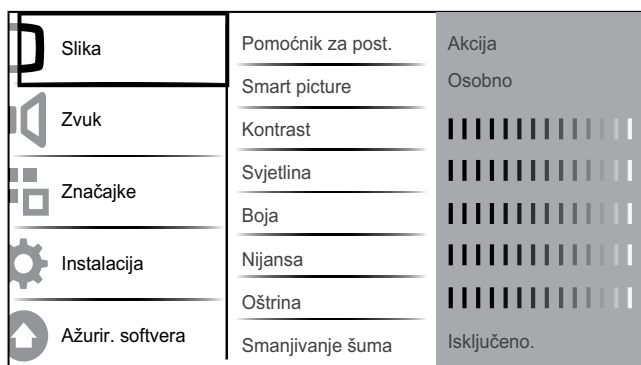 Slika
Zvuk
Značajke
Instalacija
Ažurir. softvera
Pomoćnik za post.
Smart picture
Kontrast
Svjetlina
Boja
Nijansa
Oštrina
Smanjivanje šuma
Akcija
Osobno
Isključeno.